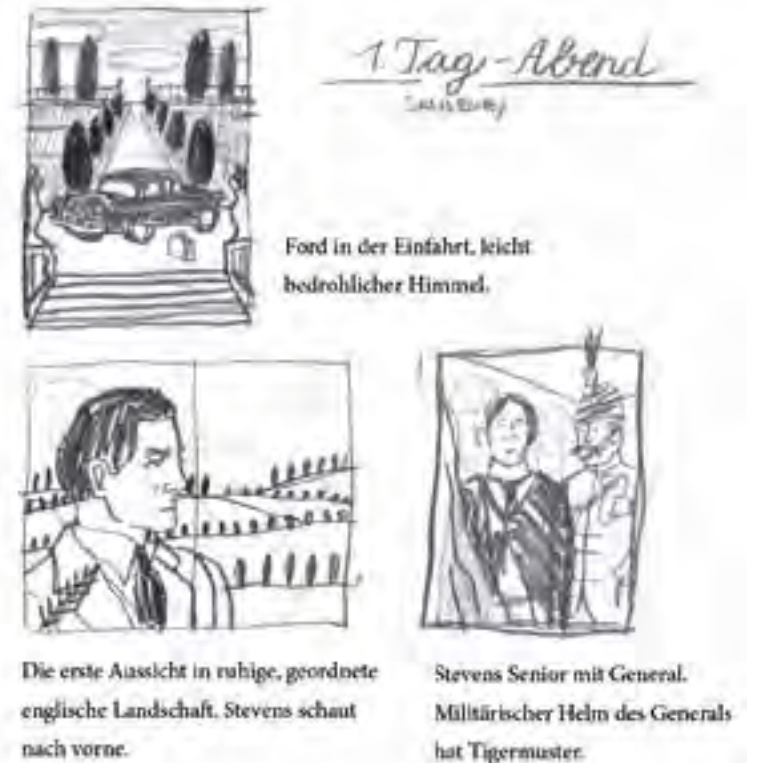 1. Tag - Abend
Salisbury
Ford in der Einfahrt, leicht
bedrohlicher Himmel.
Die erste Aussicht in ruhige, geordnete
englische Landschaft. Stevens schaut
nach vorne.
Stevens Senior mit General.
Militärischer Helm des Generals
hat Tigermuster.